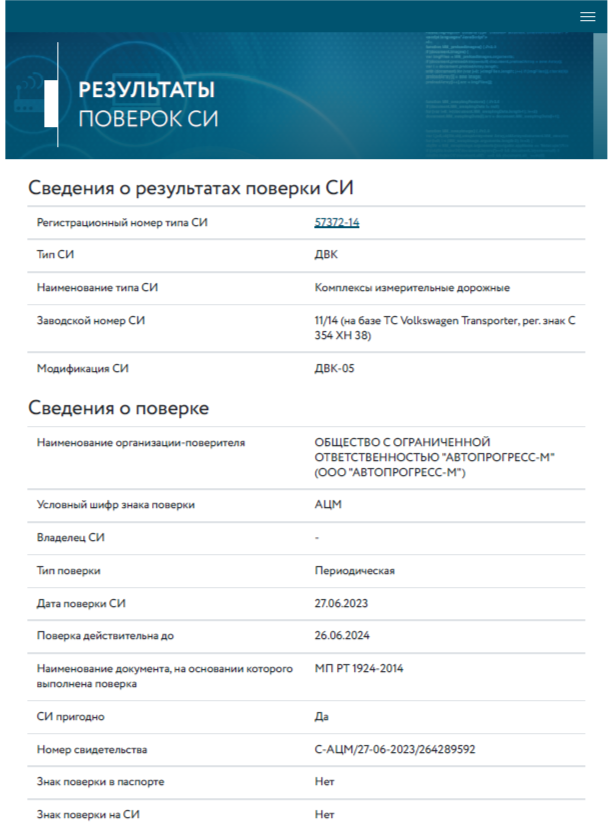 РЕЗУЛЬТАТЫ
ПОВЕРОК СИ
Сведения о результатах поверки СИ
Регистрационный номер типа СИ 57372-14
Тип СИ ДВК
Наименование типа СИ Комплексы измерительные дорожные
Заводской номер СИ 11/14 (на базе ТС Volkswagen Transporter, рег. знак С
354 ХН 38)
Модификация СИ ДВК-05
Сведения о поверке
Наименование организации-поверителя ОБЩЕСТВО С ОГРАНИЧЕННОЙ
ОТВЕТСТВЕННОСТЬЮ "АВТОПРОГРЕСС-М"
(ООО "АВТОПРОГРЕСС-М")
Условный шифр знака поверки АЦМ
Владелец СИ -
Тип поверки Периодическая
Дата поверки СИ 27.06.2023
Поверка действительна до 26.06.2024
Наименование документа, на основании которого МП РТ 1924-2014
выполнена поверка
СИ пригодно Да
Номер свидетельства С-АЦМ/27-06-2023/264289592
Знак поверки в паспорте Нет
Знак поверки на СИ Нет